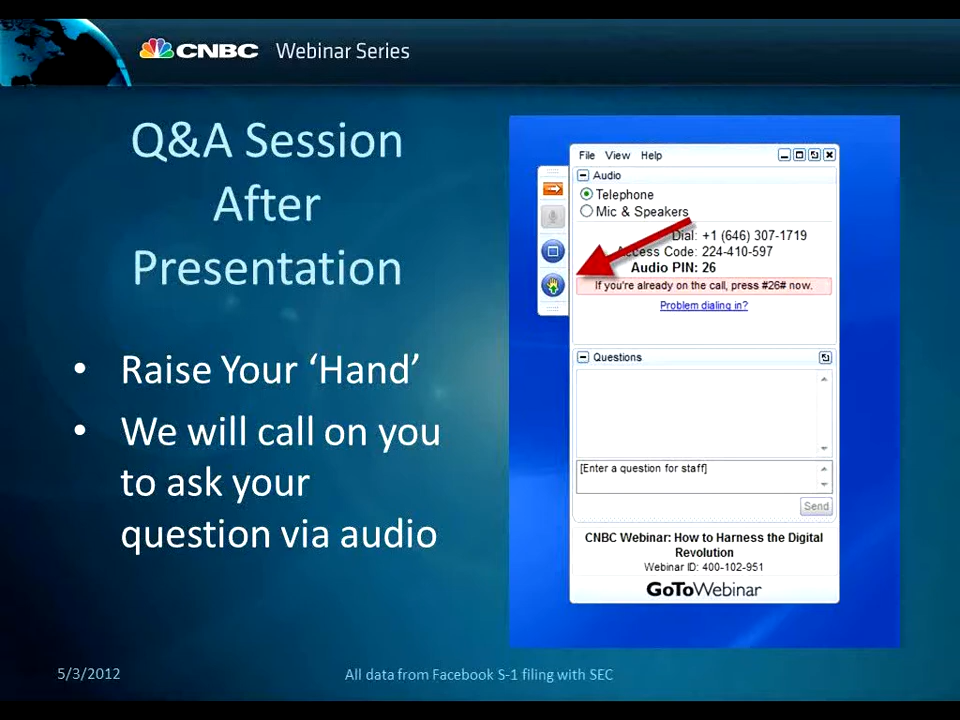 CNBC Webinar Series
Q&A Session
After
Presentation
• Raise Your ‘Hand’
• We will call on you
to ask your
question via audio
File View Help
Audio
Telephone
Mic & Speakers
Dial: +1 (646) 307-1719
Access Code: 224-410-597
Audio PIN: 26
If you're already on the call, press #26# now.
Problem dialing in?
Questions
[Enter a question for staff]
Send
CNBC Webinar: How to Harness the Digital
Revolution
Webinar ID: 400-102-951
GoToWebinar
5/3/2012
All data from Facebook S-1 filing with SEC